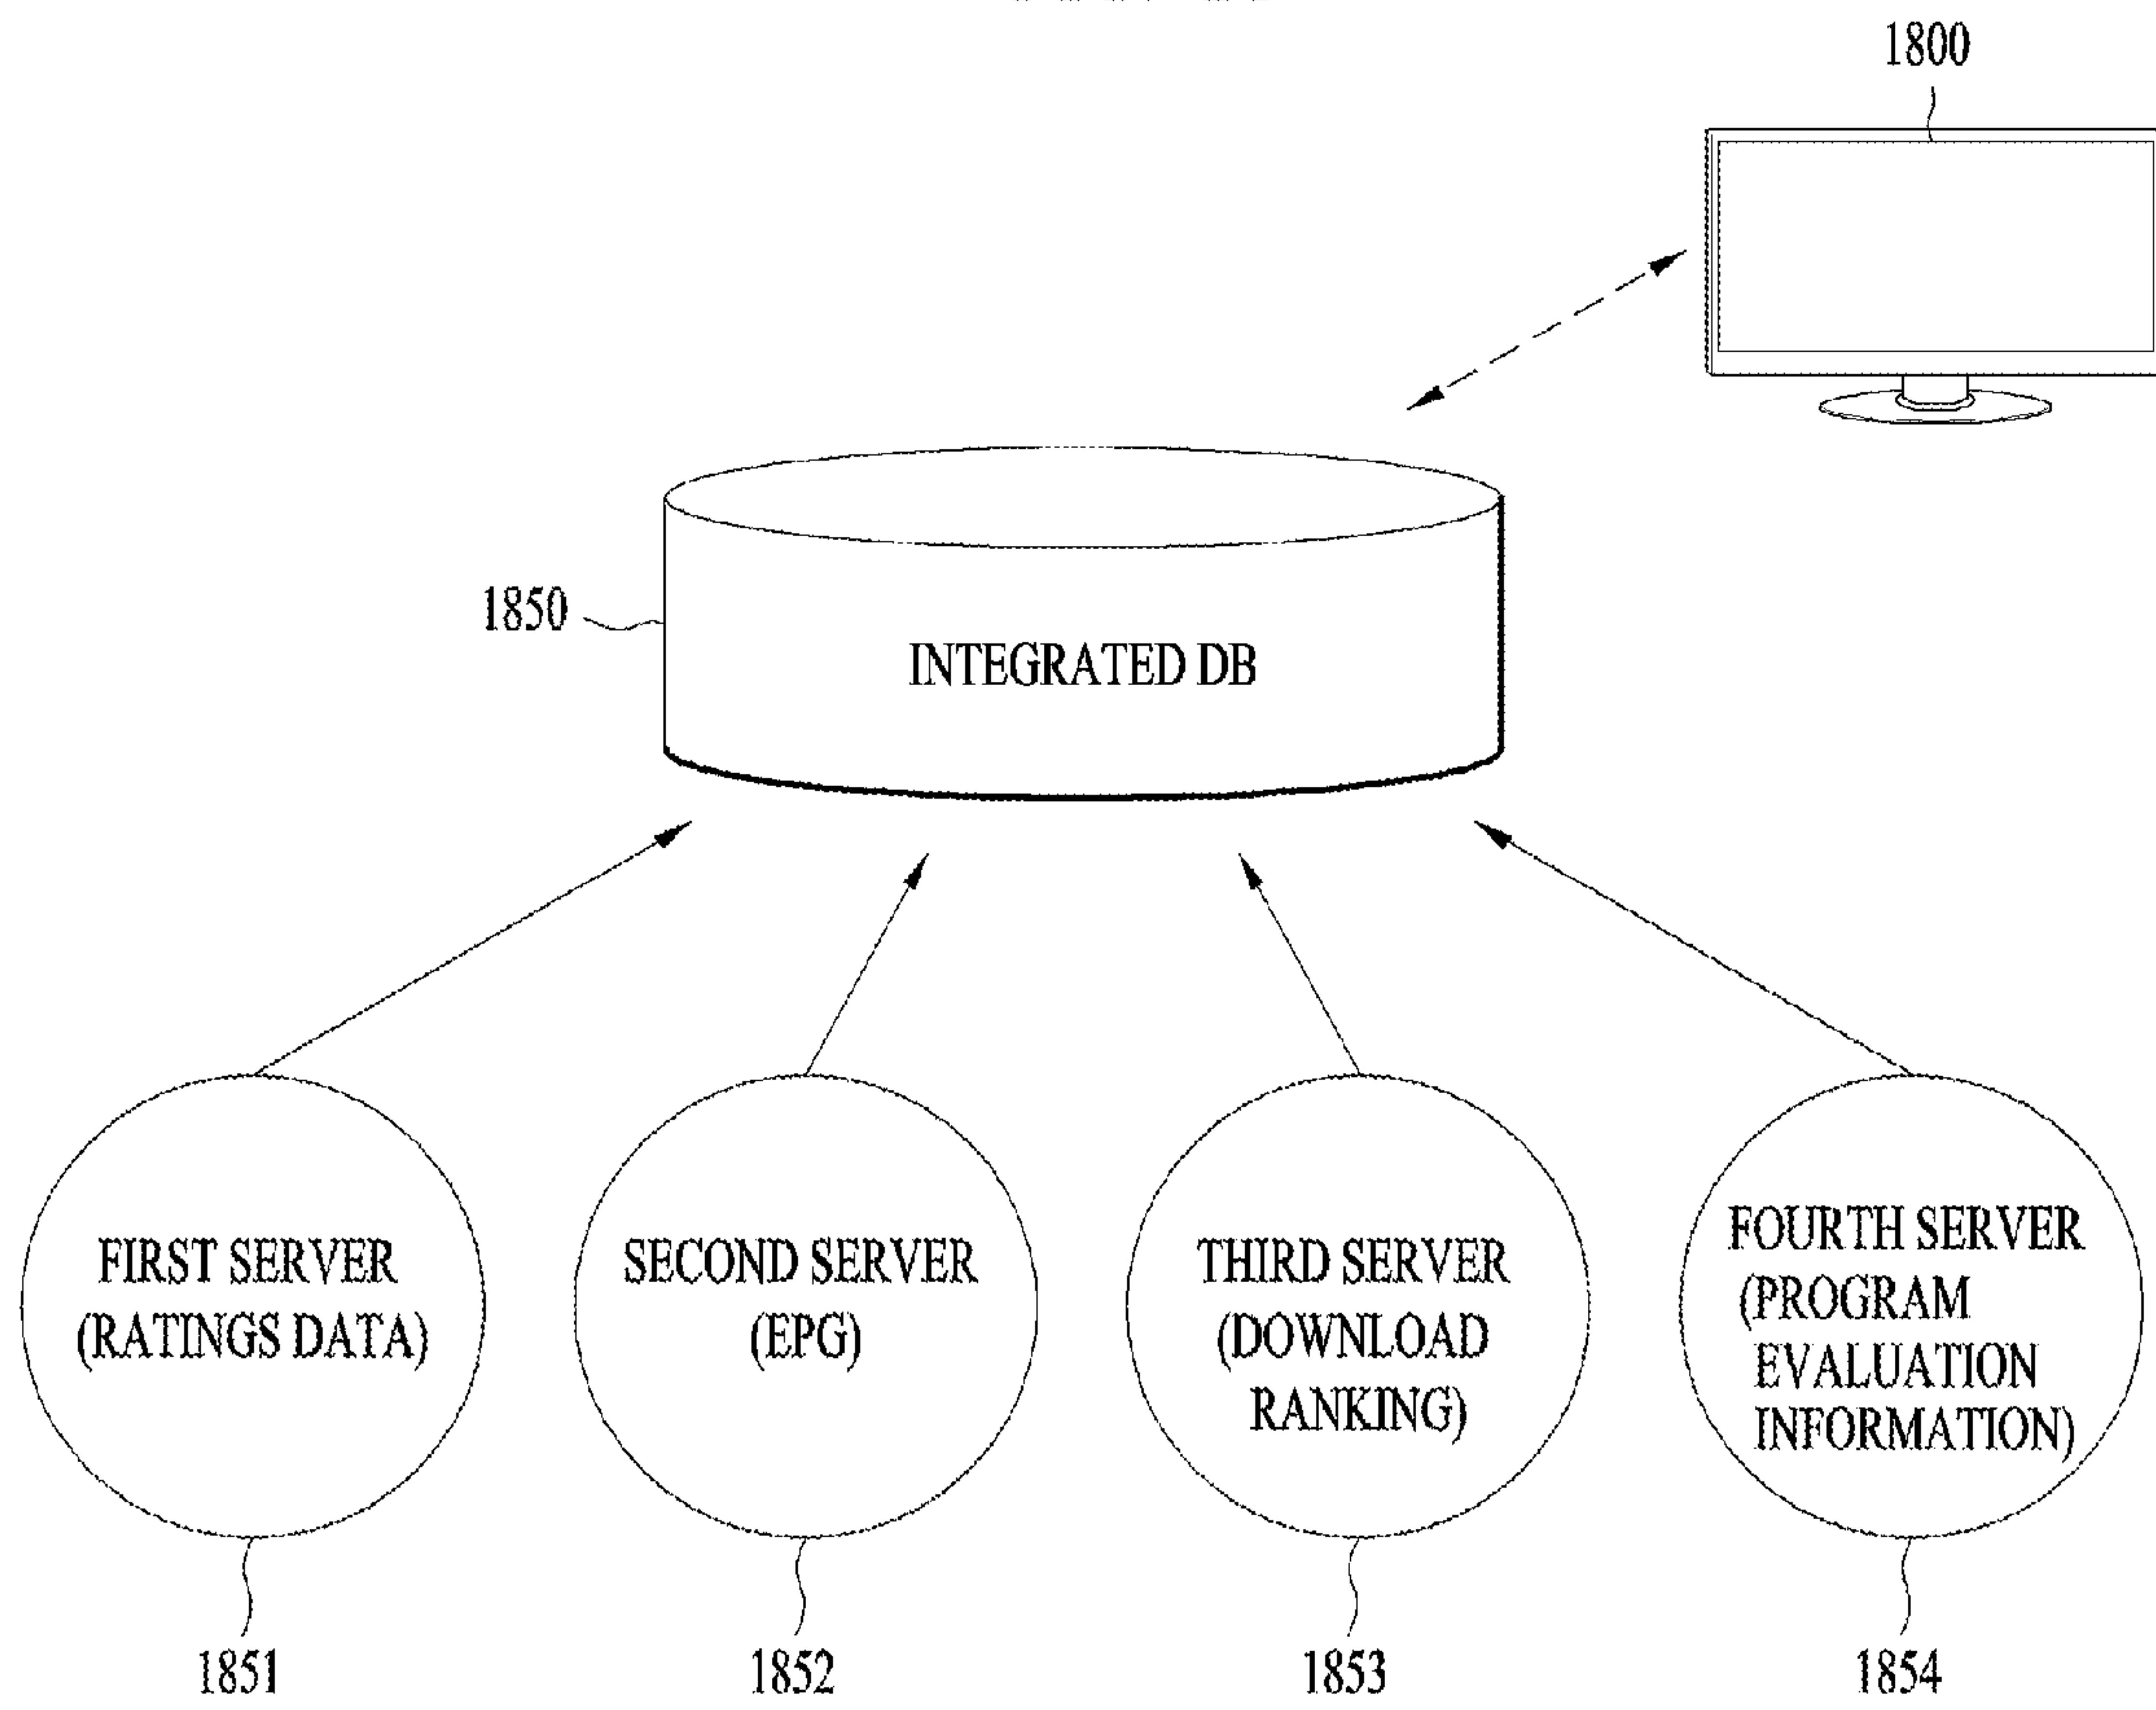 1800
1850
INTEGRATED DB
FIRST SERVER
(RATINGS DATA)
SECOND SERVER
(EPG)
THIRD SERVER
(DOWNLOAD
RANKING)
FOURTH SERVER
(PROGRAM
EVALUATION
INFORMATION)
1851
1852
1853
1854